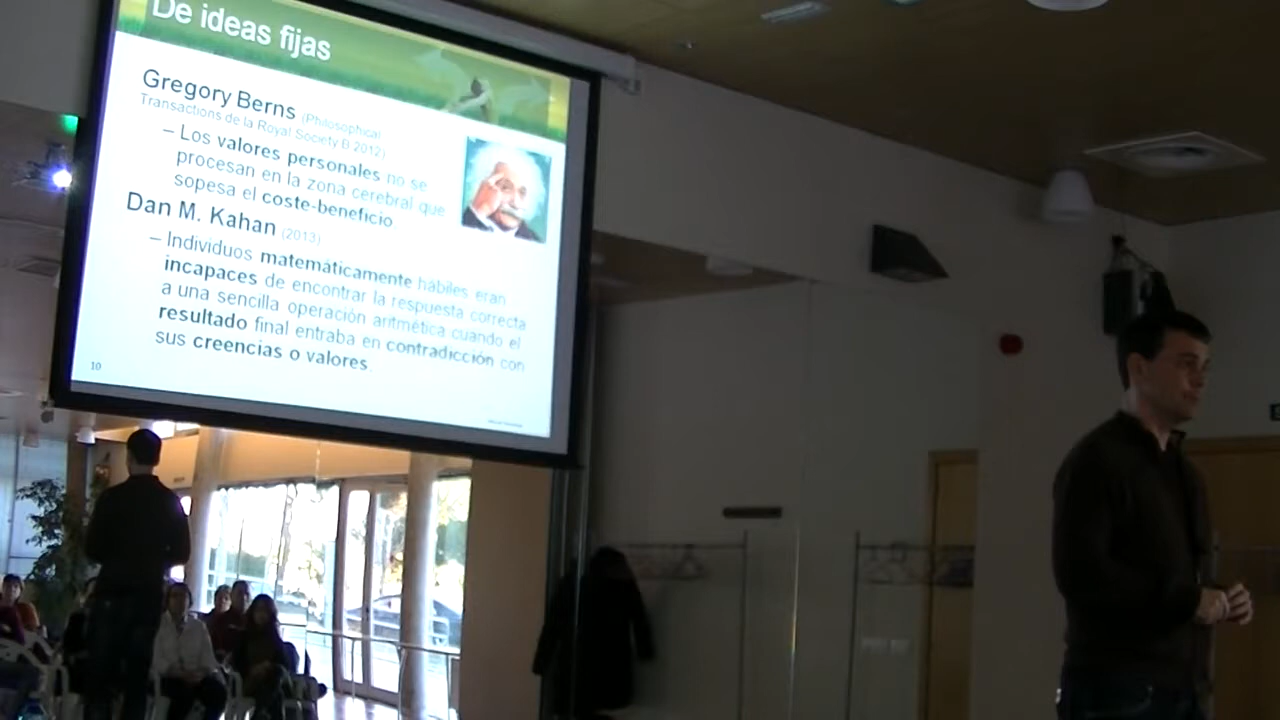 De ideas fijas
Gregory Berns (Philosophical
Transactions de la Royal Society B 2012)
– Los valores personales no se
procesan en la zona cerebral que
sopesa el coste-beneficio
Dan M. Kahan (2013)
– Individuos matemáticamente hábiles eran
incapaces de encontrar la respuesta correcta
a una sencilla operación aritmética cuando el
resultado final entraba en contradicción con
sus creencias o valores.
10